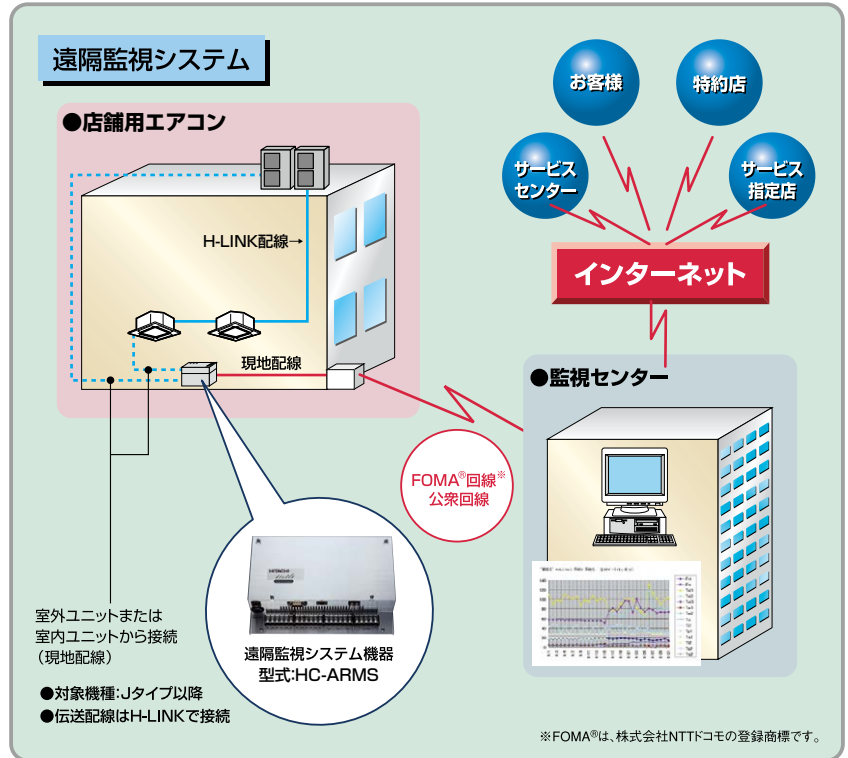 遠隔監視システム
●店舗用エアコン
H-LINK配線→
現地配線
お客様
特約店
サービス
センター
サービス
指定店
インターネット
●監視センター
FOMA®回線※
公衆回線
HITACHI
遠隔監視システム機器
型式:HC-ARMS
室外ユニットまたは
室内ユニットから接続
（現地配線）
●対象機種:Jタイプ以降
●伝送配線はH-LINKで接続
※FOMA®は、株式会社NTTドコモの登録商標です。